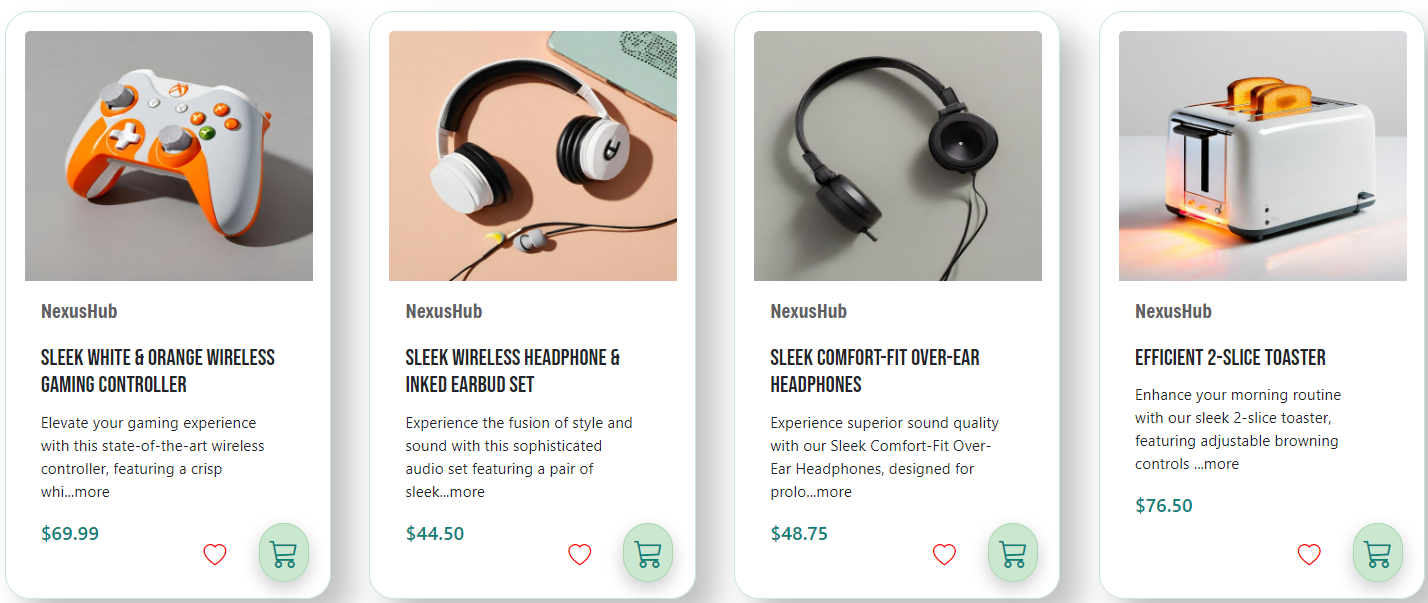 NexusHub
SLEEK WHITE & ORANGE WIRELESS
GAMING CONTROLLER
Elevate your gaming experience
with this state-of-the-art wireless
controller, featuring a crisp
whi...more
$69.99
NexusHub
SLEEK WIRELESS HEADPHONE &
INKED EARBUD SET
Experience the fusion of style and
sound with this sophisticated
audio set featuring a pair of
sleek...more
$44.50
NexusHub
SLEEK COMFORT-FIT OVER-EAR
HEADPHONES
Experience superior sound quality
with our Sleek Comfort-Fit Over-
Ear Headphones, designed for
prolo...more
$48.75
NexusHub
EFFICIENT 2-SLICE TOASTER
Enhance your morning routine
with our sleek 2-slice toaster,
featuring adjustable browning
controls ...more
$76.50